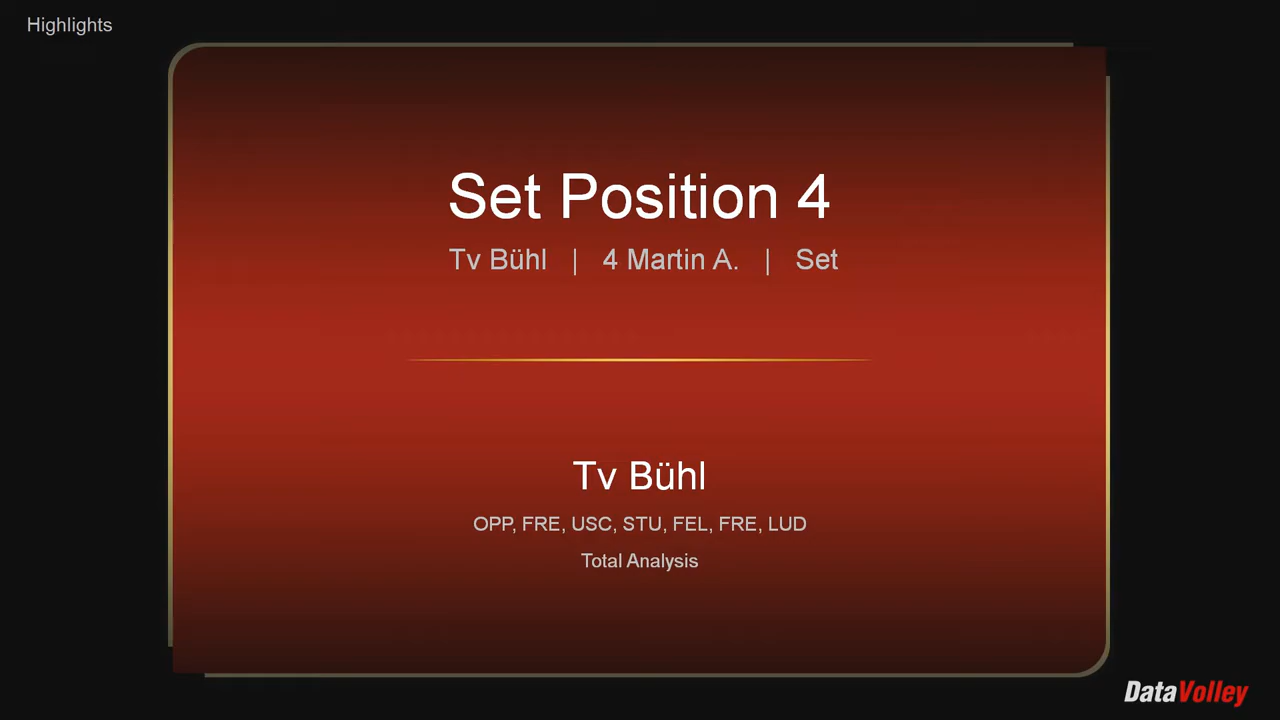 Highlights
Set Position 4
Tv Bühl | 4 Martin A. | Set
Tv Bühl
OPP, FRE, USC, STU, FEL, FRE, LUD
Total Analysis
DataVolley